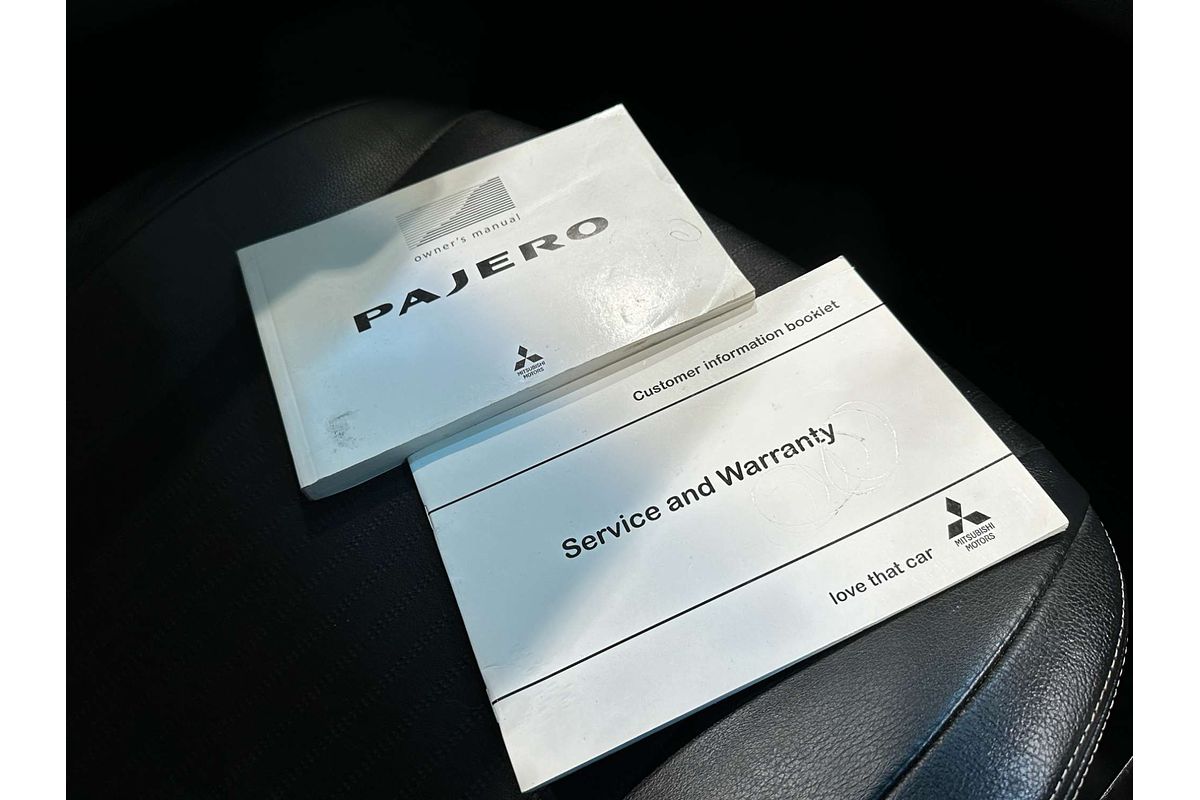 owner's manual
PAJERO
MITSUBISHI
MOTORS
Customer information booklet
Service and Warranty
love that car
MITSUBISHI
MOTORS